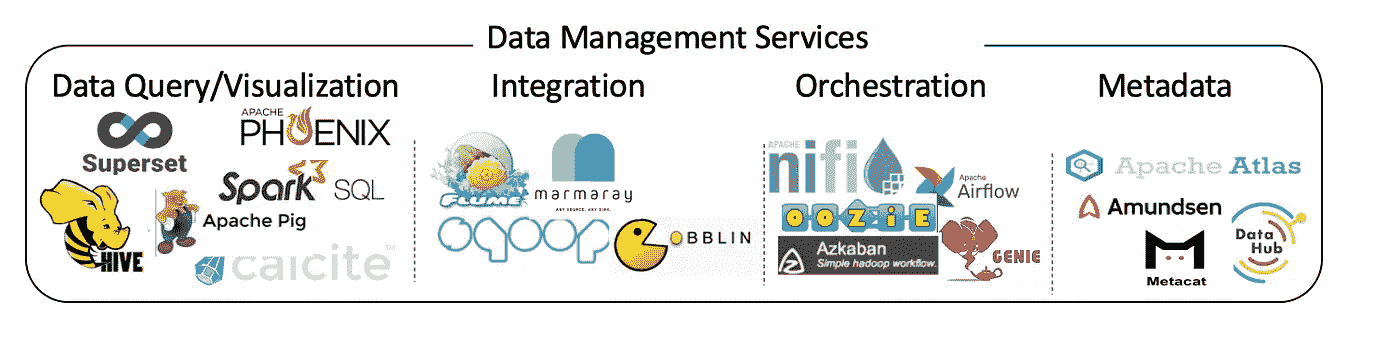 Data Management Services
Data Query/Visualization
Superset
APACHE
PHOENIX
Spark SQL
HIVE
Apache Pig
calcite™
Integration
FLUME
marmaray
ANY SOURCE, ANY SINK.
sqoop
GOBBLIN
Orchestration
APACHE
nifi
Apache
Airflow
OOZIE
Azkaban
Simple hadoop workflow.
GENIE
Metadata
Apache Atlas
Amundsen
Metacat
Data
Hub